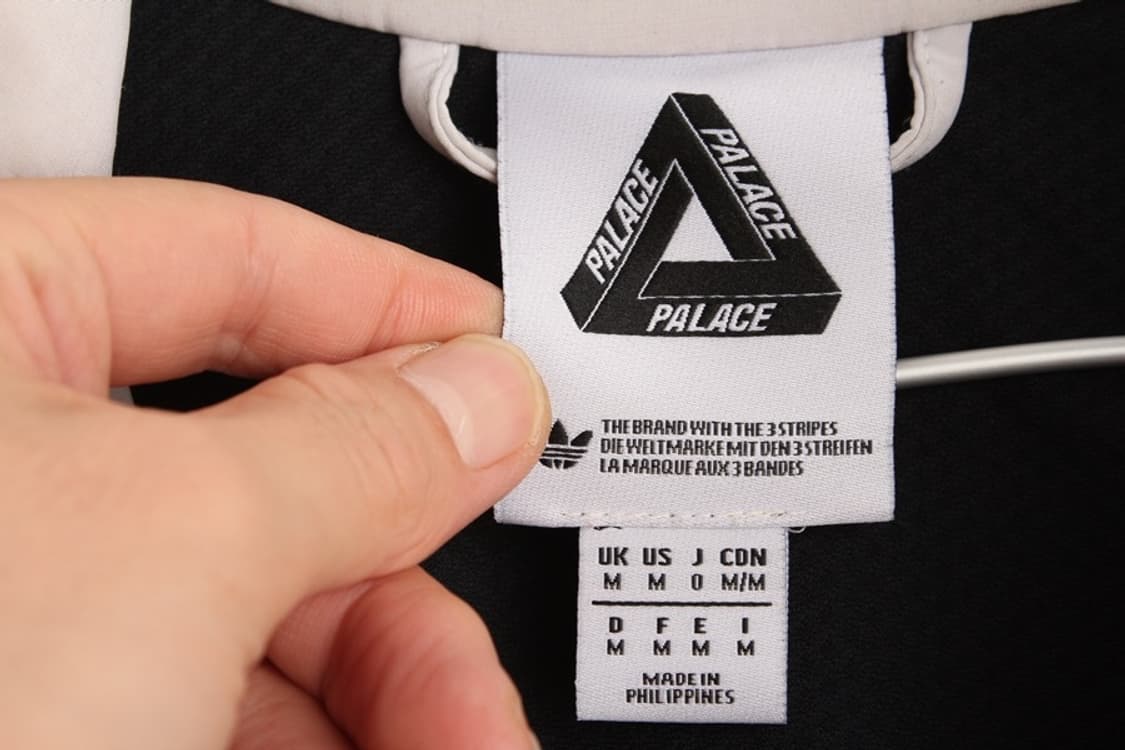 PALACE
PALACE
PALACE
THE BRAND WITH THE 3 STRIPES
DIE WELTMARKE MIT DEN 3 STREIFEN
LA MARQUE AUX 3 BANDES
UK US J CDN
M M O M/M
D F E I
M M M M
MADE IN
PHILIPPINES